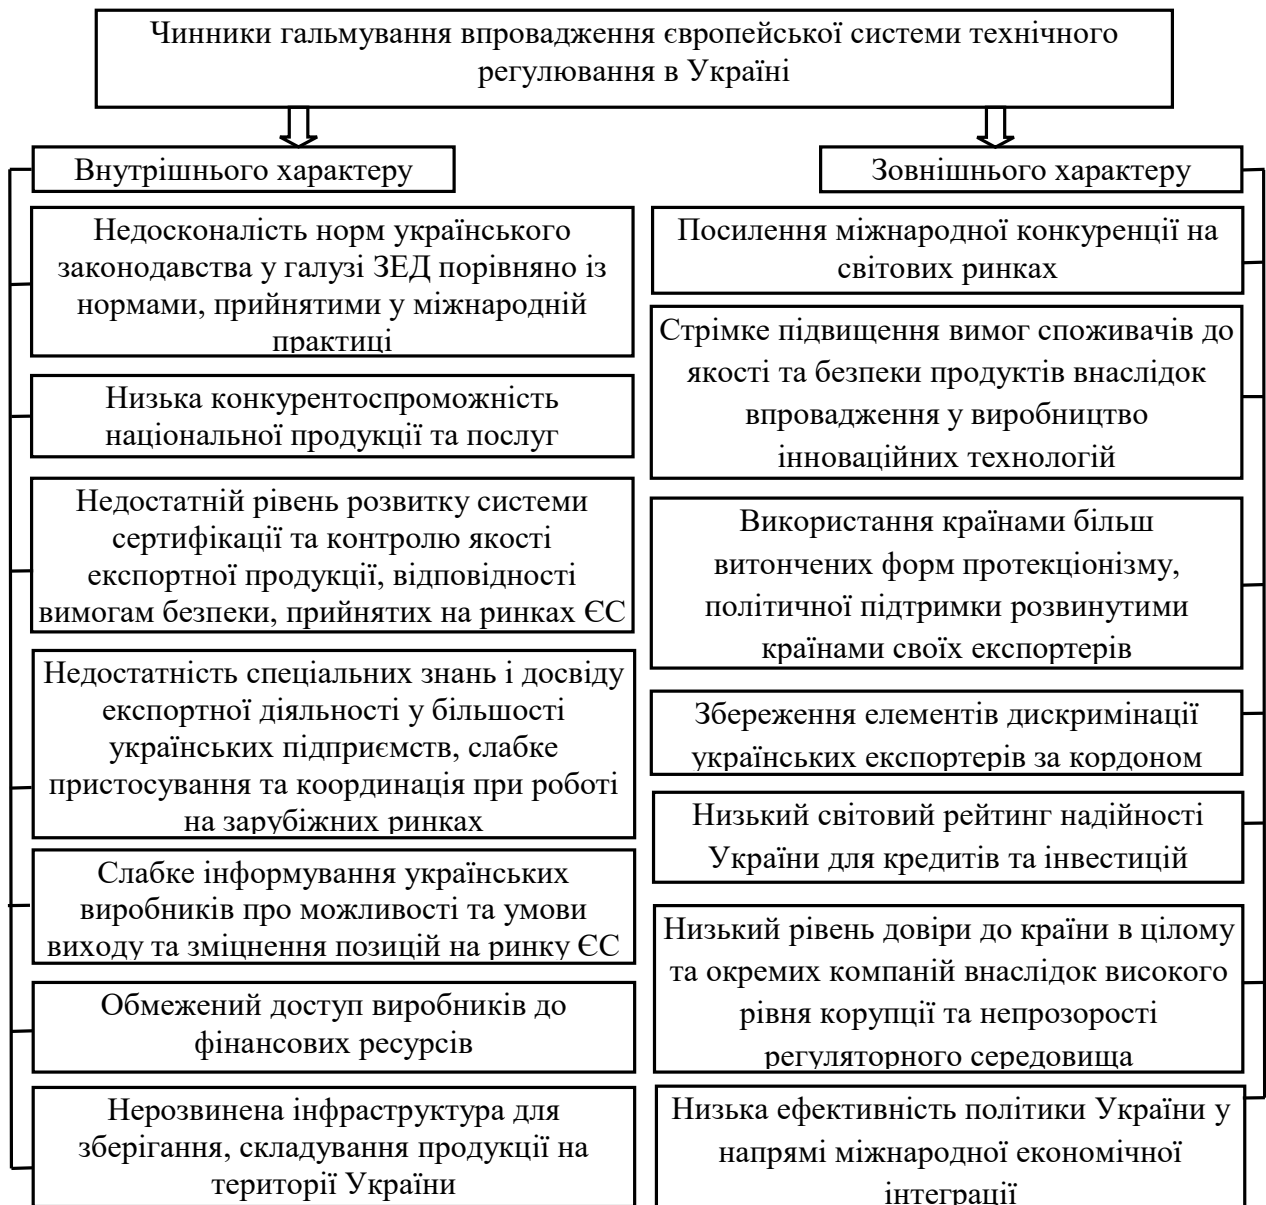 Чинники гальмування впровадження європейської системи технічного
регулювання в Україні
Внутрішнього характеру
Недосконалість норм українського
законодавства у галузі ЗЕД порівняно із
нормами, прийнятими у міжнародній
практиці
Низька конкурентоспроможність
національної продукції та послуг
Недостатній рівень розвитку системи
сертифікації та контролю якості
експортної продукції, відповідності
вимогам безпеки, прийнятих на ринках ЄС
Недостатність спеціальних знань і досвіду
експортної діяльності у більшості
українських підприємств, слабке
пристосування та координація при роботі
на зарубіжних ринках
Слабке інформування українських
виробників про можливості та умови
виходу та зміцнення позицій на ринку ЄС
Обмежений доступ виробників до
фінансових ресурсів
Нерозвинена інфраструктура для
зберігання, складування продукції на
території України
Зовнішнього характеру
Посилення міжнародної конкуренції на
світових ринках
Стрімке підвищення вимог споживачів до
якості та безпеки продуктів внаслідок
впровадження у виробництво
інноваційних технологій
Використання країнами більш
витончених форм протекціонізму,
політичної підтримки розвинутими
країнами своїх експортерів
Збереження елементів дискримінації
українських експортерів за кордоном
Низький світовий рейтинг надійності
України для кредитів та інвестицій
Низький рівень довіри до країни в цілому
та окремих компаній внаслідок високого
рівня корупції та непрозорості
регуляторного середовища
Низька ефективність політики України у
напрямі міжнародної економічної
інтеграції